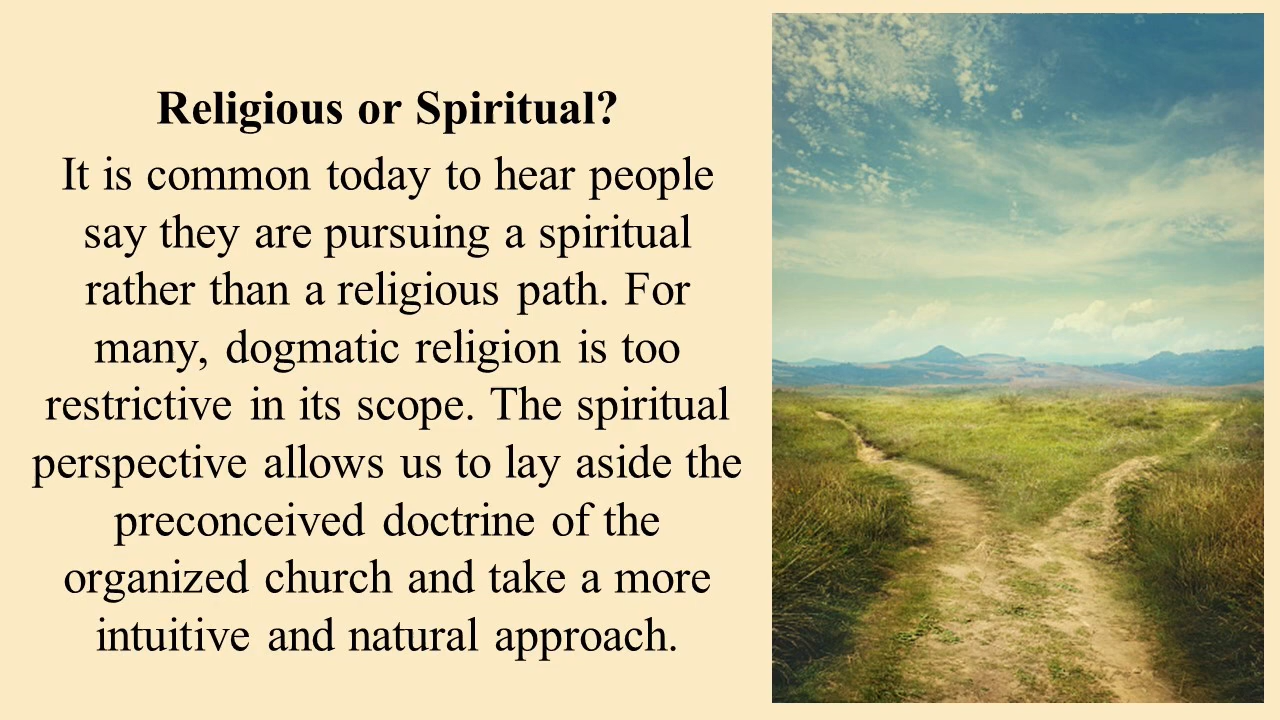 Religious or Spiritual?
It is common today to hear people
say they are pursuing a spiritual
rather than a religious path. For
many, dogmatic religion is too
restrictive in its scope. The spiritual
perspective allows us to lay aside the
preconceived doctrine of the
organized church and take a more
intuitive and natural approach.